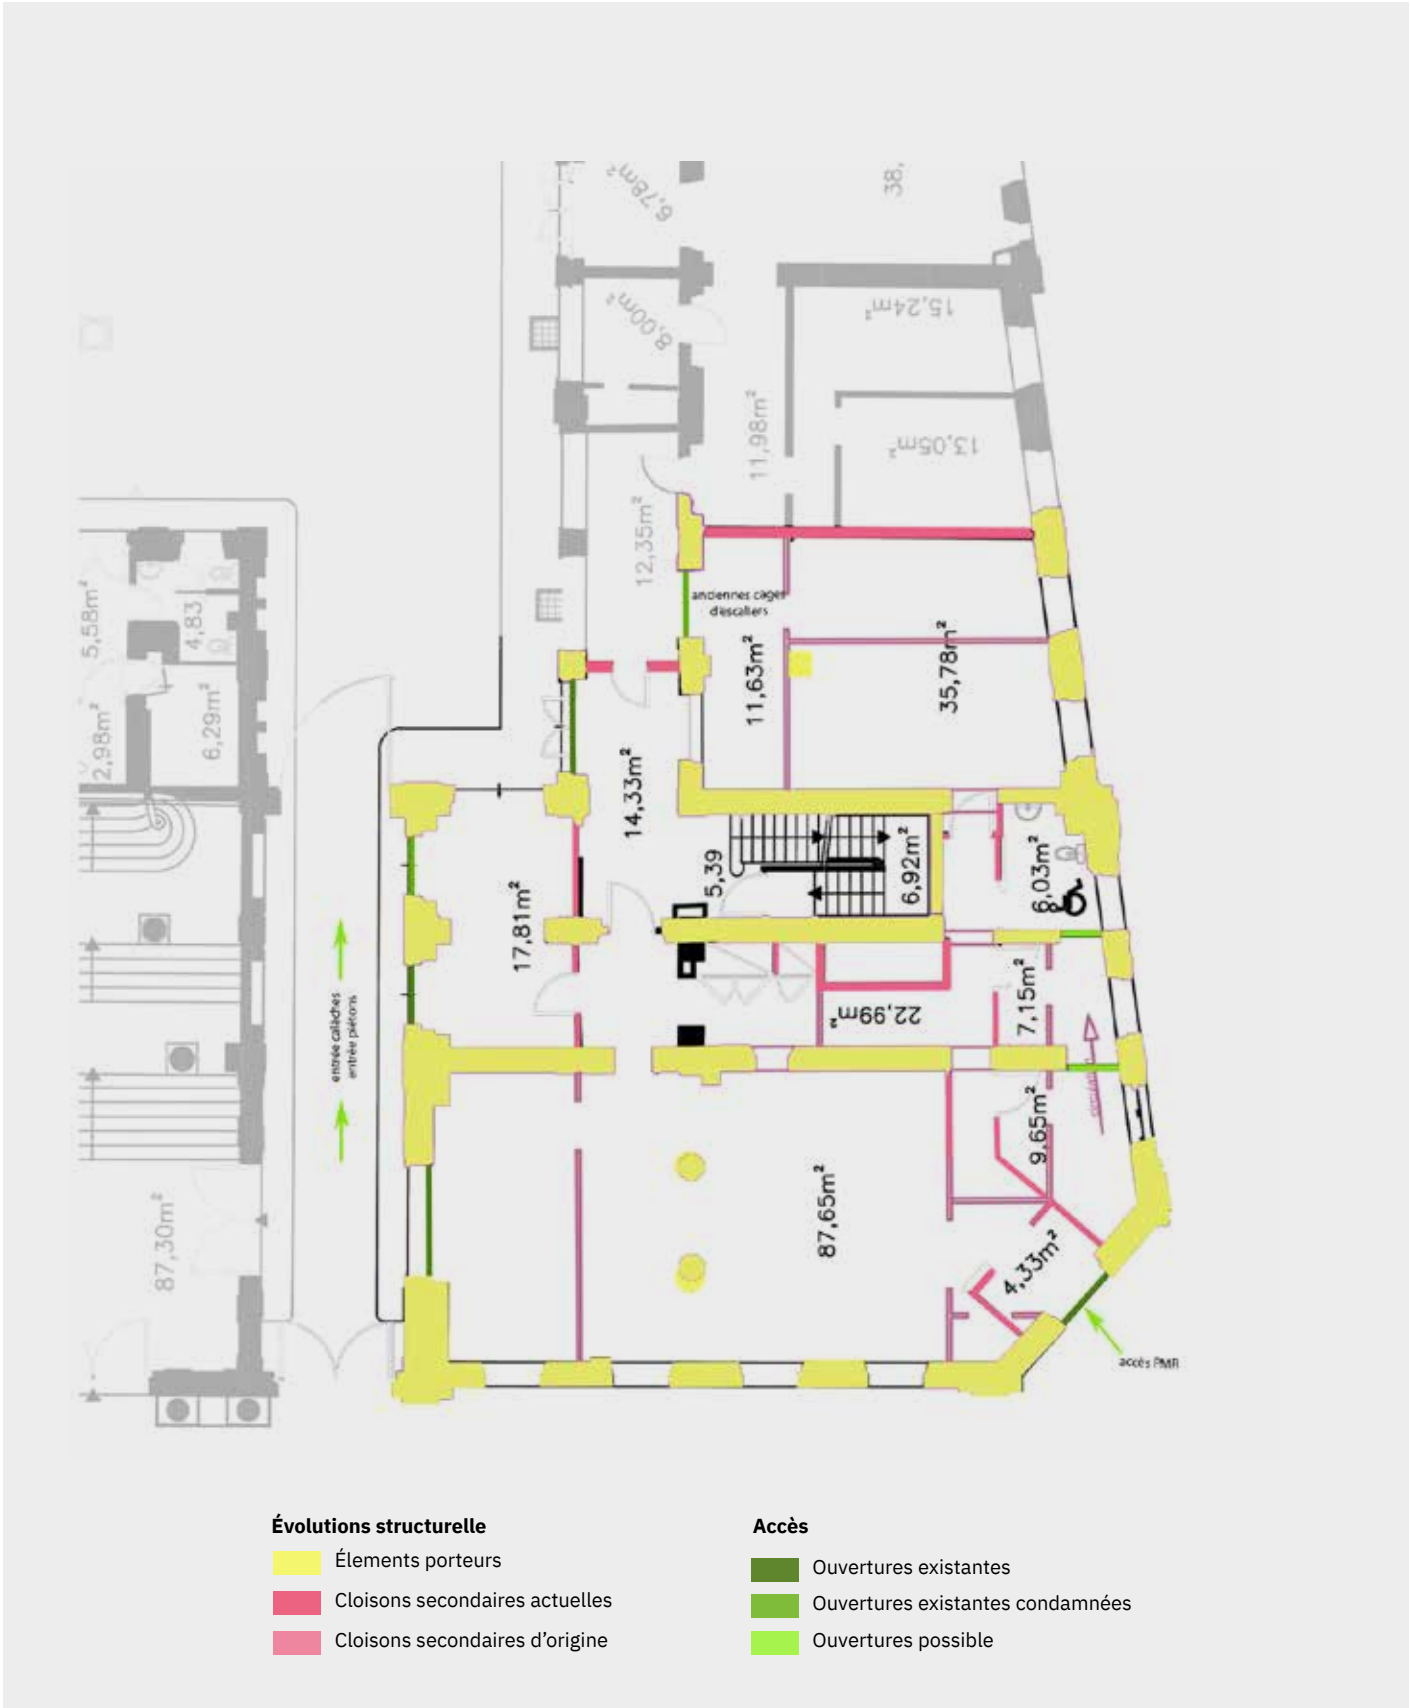 6,78m²
38,
8,00m²
15,24m²
11,98m²
13,05m²
12,35m²
5,58m²
4,83
anciennes cages
d'escaliers
2,98m²
6,29m²
11,63m²
35,78m²
14,33m²
5,39
6,92m²
6,03m²
17,81m²
entrée calèches
entrée piétons
22,99m²
7,15m²
9,65m²
87,30m²
87,65m²
4,33m²
accès PMR
Évolutions structurelle
Élements porteurs
Cloisons secondaires actuelles
Cloisons secondaires d’origine
Accès
Ouvertures existantes
Ouvertures existantes condamnées
Ouvertures possible